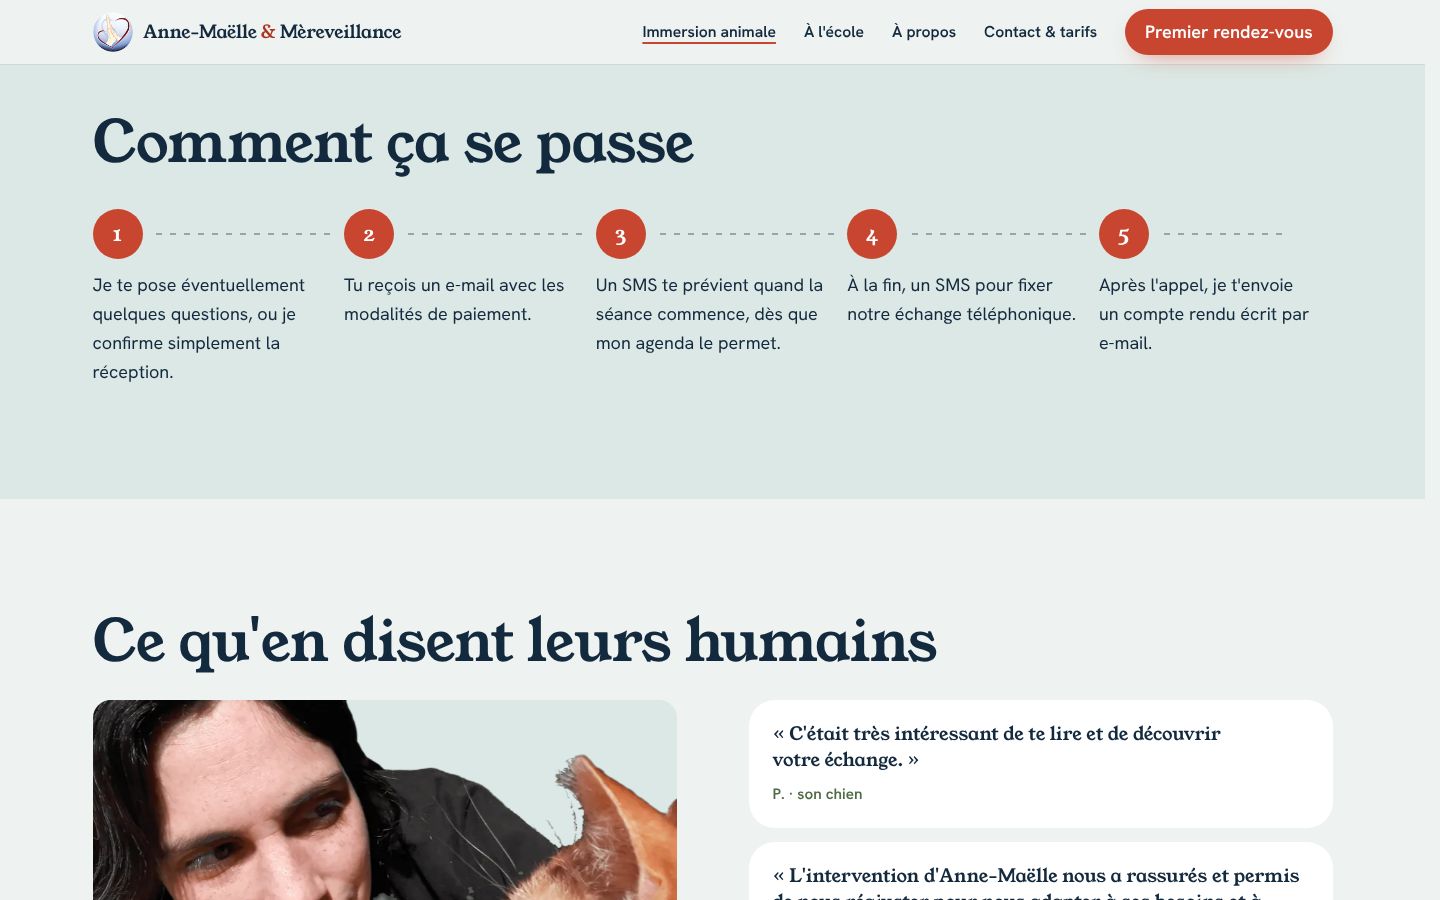 Anne-Maëlle & Mèreveillance
Immersion animale
À l'école
À propos
Contact & tarifs
Premier rendez-vous
Comment ça se passe
1
2
3
4
5
Je te pose éventuellement
quelques questions, ou je
confirme simplement la
réception.
Tu reçois un e-mail avec les
modalités de paiement.
Un SMS te prévient quand la
séance commence, dès que
mon agenda le permet.
À la fin, un SMS pour fixer
notre échange téléphonique.
Après l'appel, je t'envoie
un compte rendu écrit par
e-mail.
Ce qu'en disent leurs humains
« C'était très intéressant de te lire et de découvrir
votre échange. »
P. · son chien
« L'intervention d'Anne-Maëlle nous a rassurés et permis